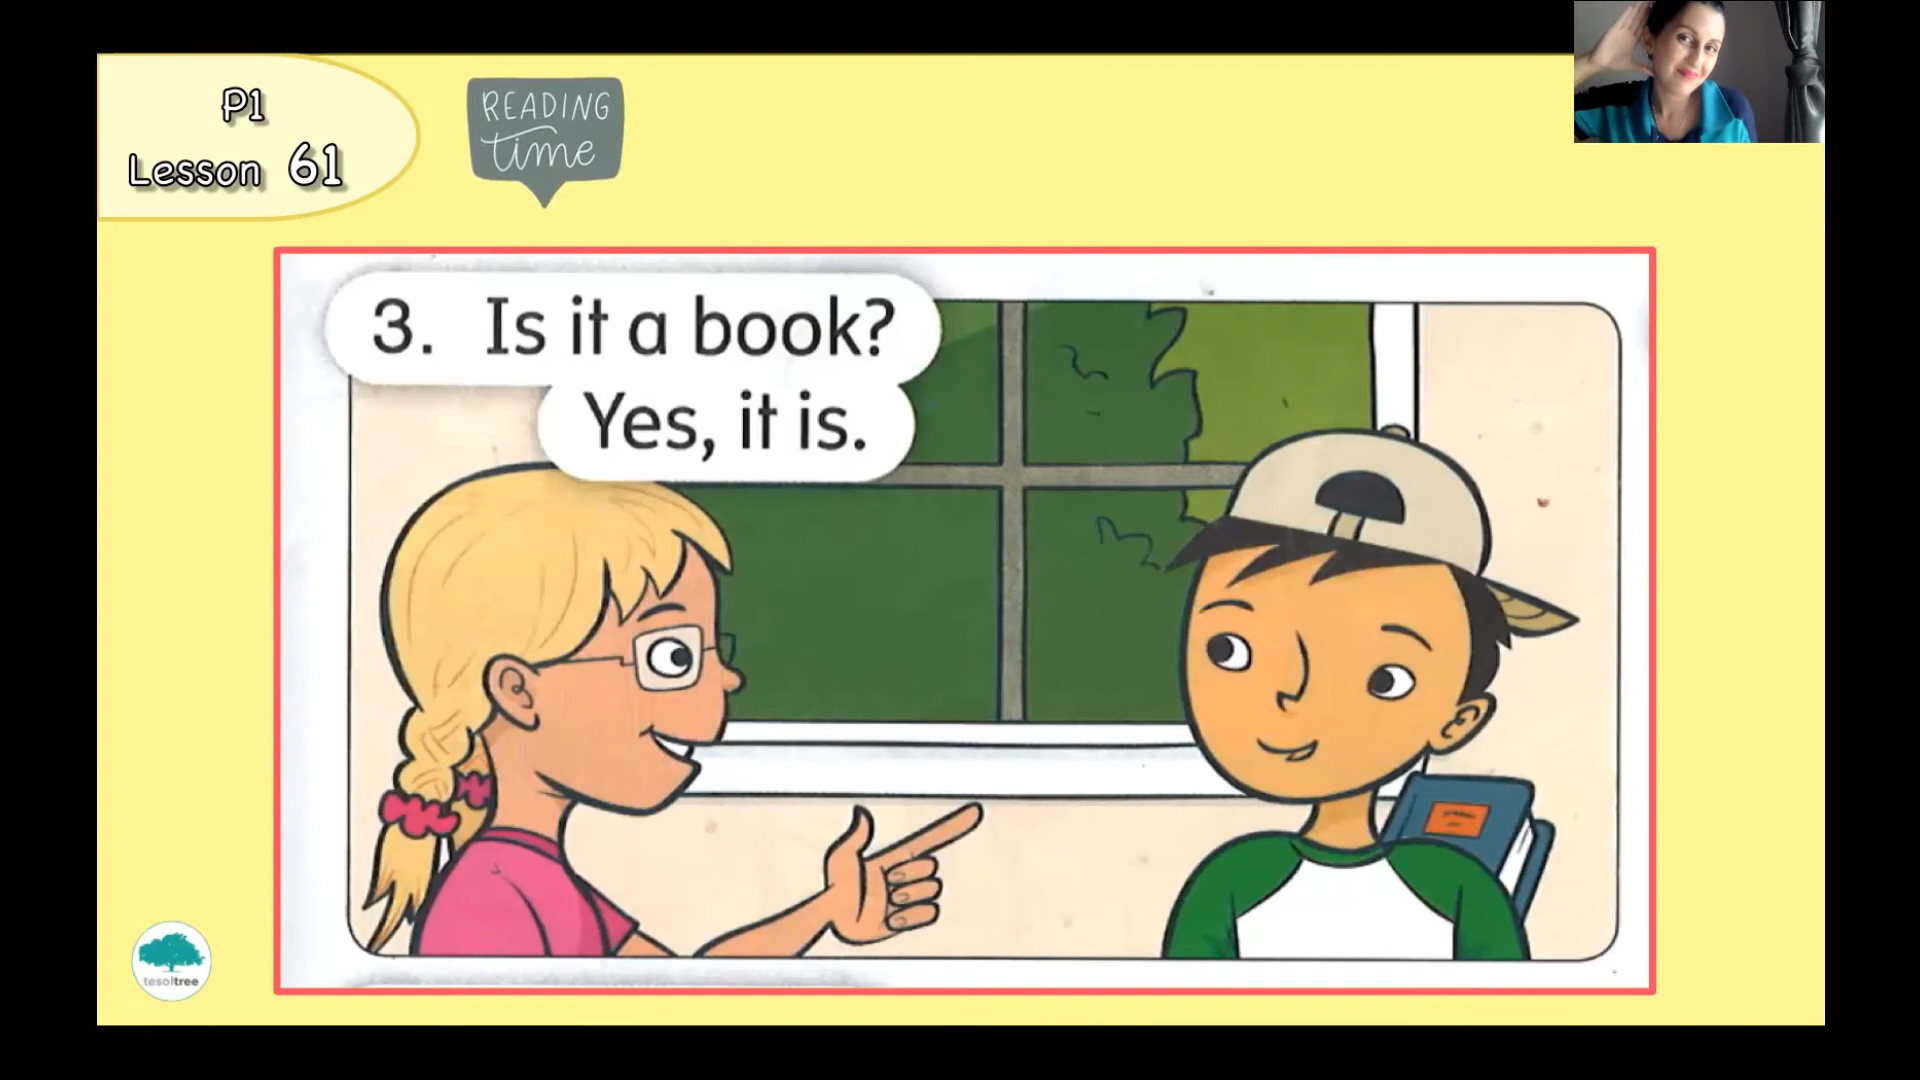 P1
Lesson 61
READING
time
3. Is it a book?
Yes, it is.
tesoltree